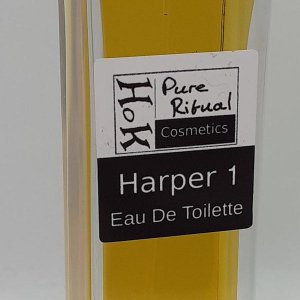 HoK
Pure
Ritual
Cosmetics
Harper 1
Eau De Toilette